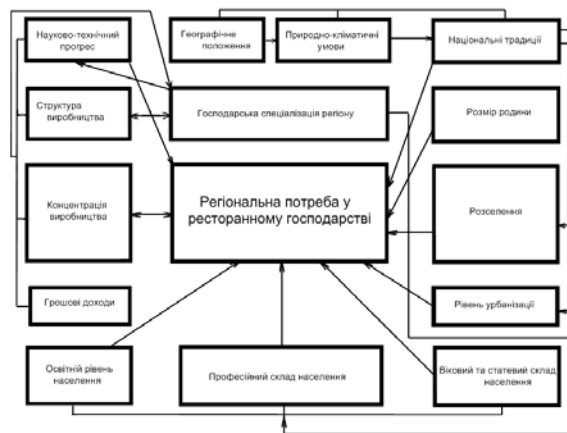 Науково-технічний
прогрес
Географічне
положення
Природно-кліматичні
умови
Національні традиції
Структура
виробництва
Господарська спеціалізація регіону
Розмір родини
Концентрація
виробництва
Регіональна потреба у
ресторанному господарстві
Розселення
Грошові доходи
Рівень урбанізації
Освітній рівень
населення
Професійний склад населення
Віковий та статевий склад
населення